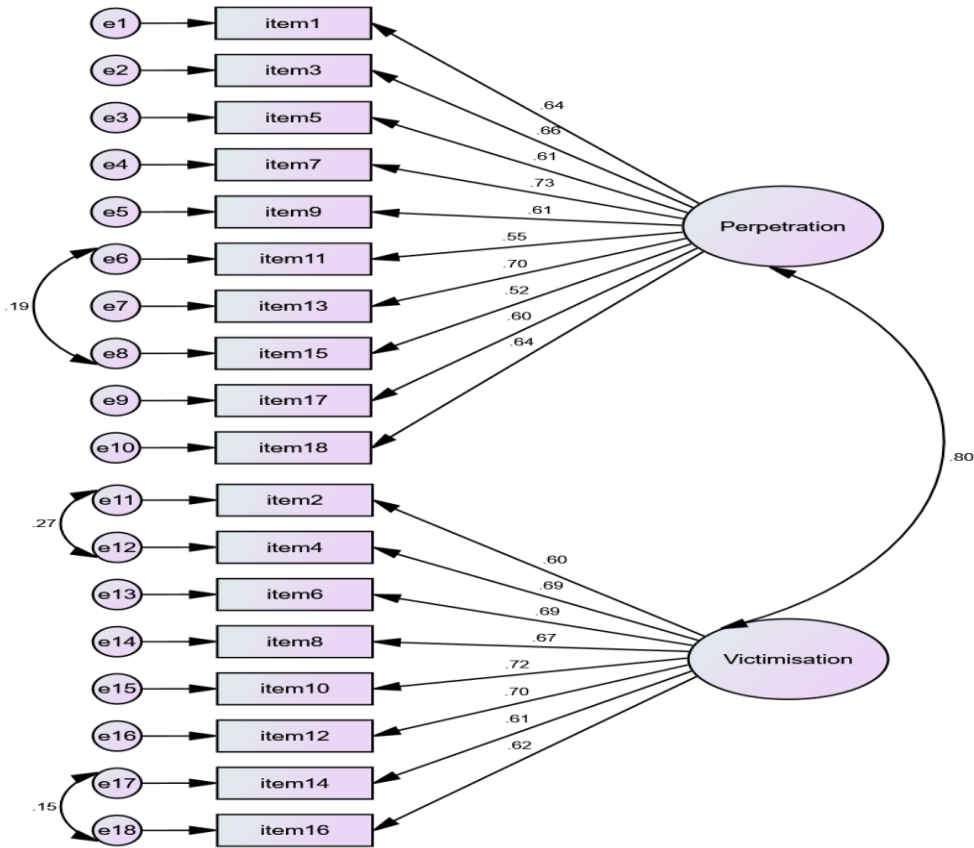 e1 item1
e2 item3
.64
e3 item5
.66
.61
e4 item7
.73
e5 item9
.61
Perpetration
.55
e6 item11
.70
.19
e7 item13
.52
.60
e8 item15
.64
e9 item17
e10 item18
.80
e11 item2
.27
e12 item4
.60
.69
e13 item6
.69
e14 item8
.67
Victimisation
.72
e15 item10
.70
e16 item12
.61
.62
e17 item14
.15
e18 item16